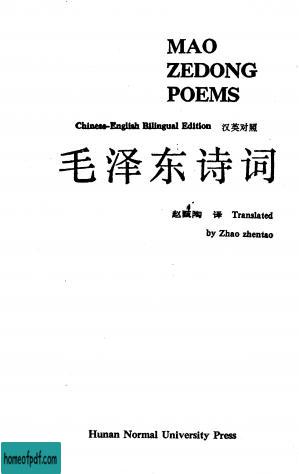 MAO
ZEDONG
POEMS
Chinese-English Bilingual Edition 汉英对照
毛泽东诗词
赵甄陶 译 Translated
by Zhao zhentao
Hunan Normal University Press
homeofpdf.com